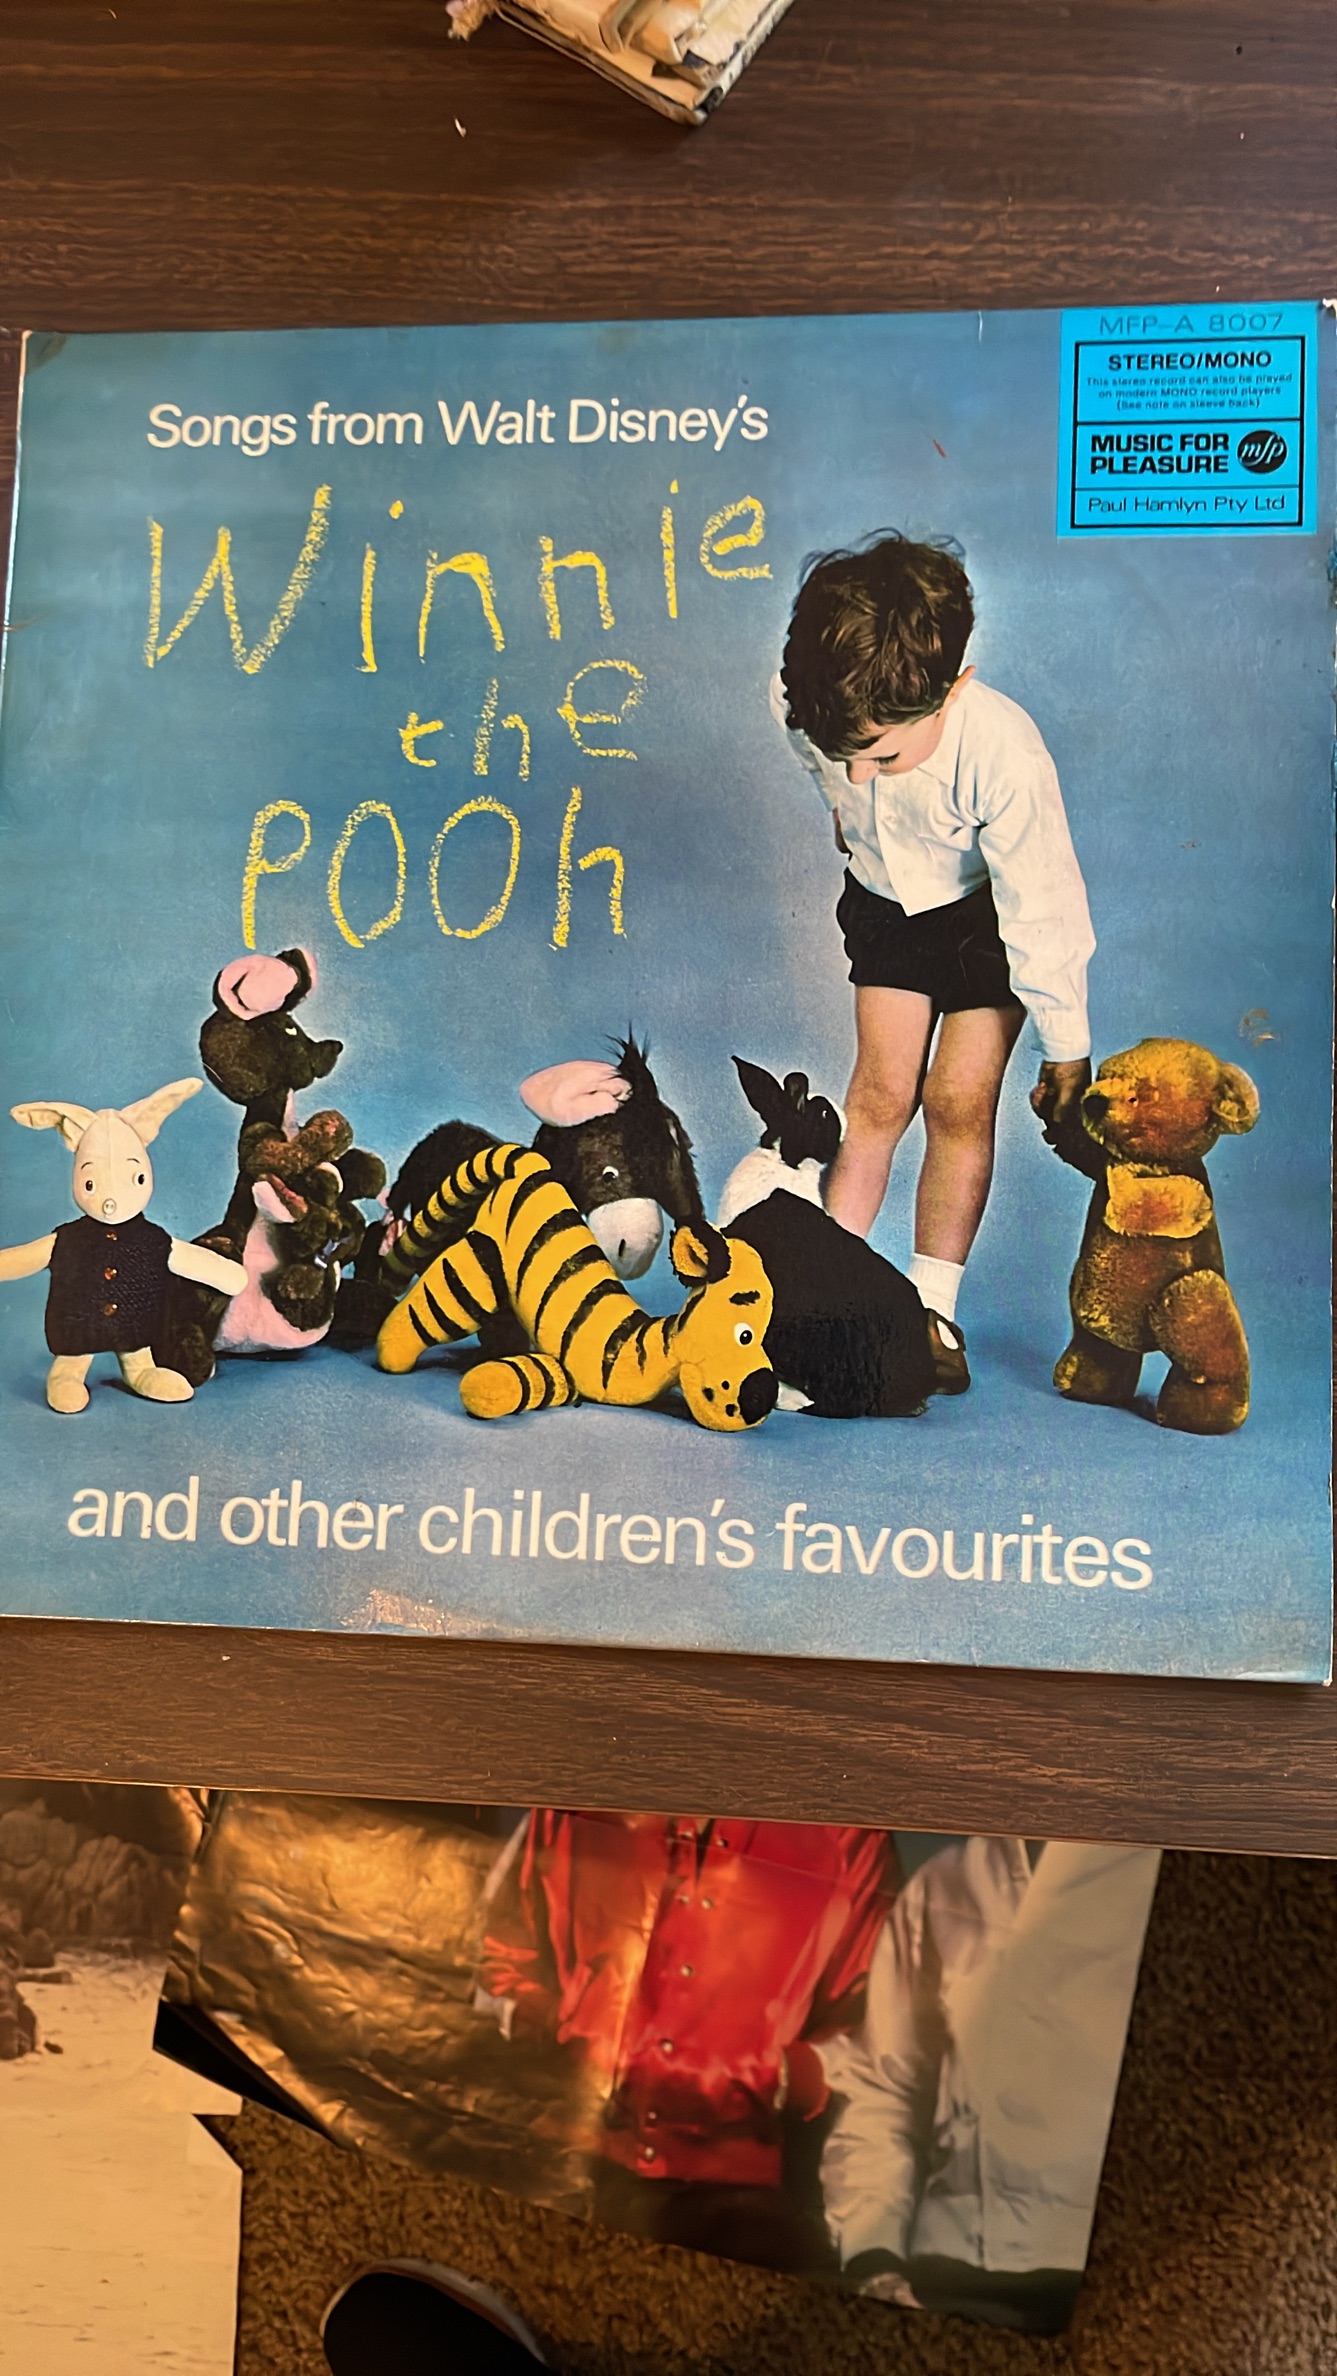 MFP-A 8007
STEREO/MONO
This stereo record can also be played
on modern MONO record players
(See note on sleeve back)
MUSIC FOR
PLEASURE mfp
Paul Hamlyn Pty Ltd
Songs from Walt Disney's
Winnie
the
POOh
and other children's favourites